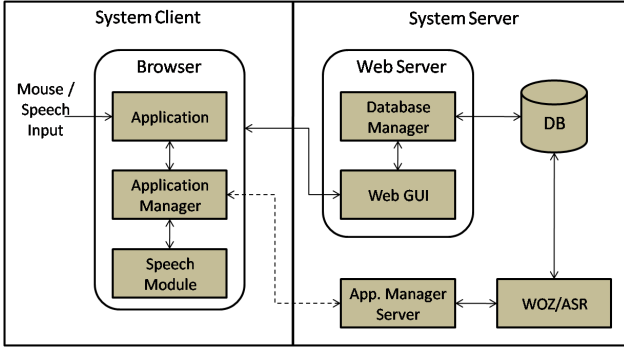 System Client
System Server
Browser
Web Server
Mouse /
Speech
Input
Application
Database
Manager
DB
Application
Manager
Web GUI
Speech
Module
App. Manager
Server
WOZ/ASR